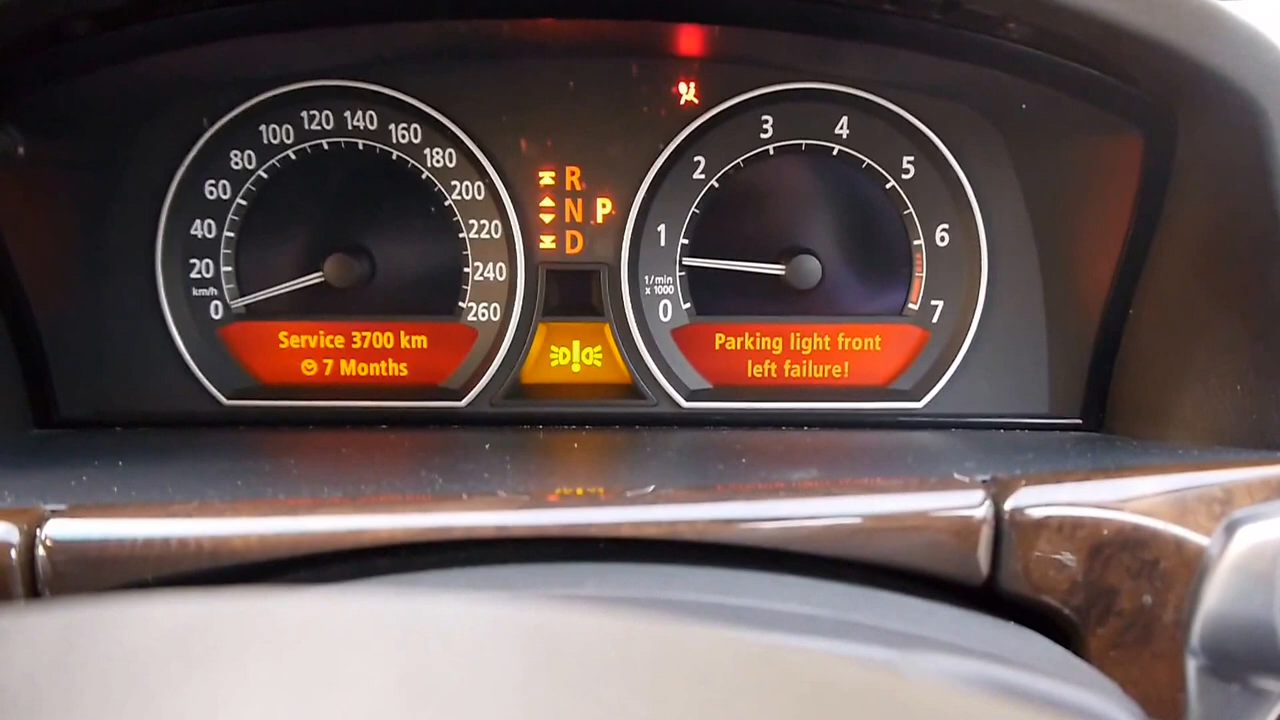 0
20
40
60
80
100
120
140
160
180
200
220
240
260
km/h
Service 3700 km
7 Months
R
N P
D
0
1
2
3
4
5
6
7
1/min
x 1000
Parking light front
left failure!